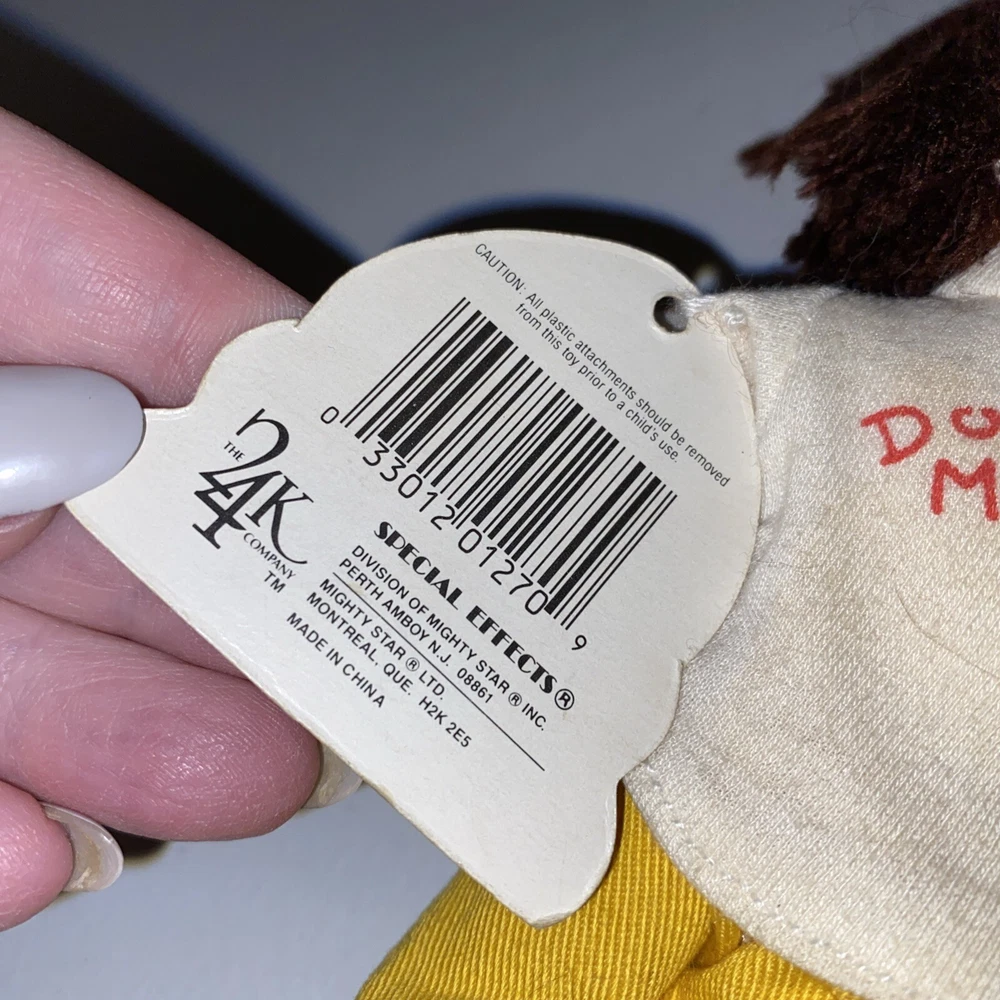 CAUTION: All plastic attachments should be removed
from this toy prior to a child's use.
0 33012 01270 9
THE
24K
COMPANY
TM
SPECIAL EFFECTS®
DIVISION OF MIGHTY STAR ® INC.
PERTH AMBOY N.J. 08861
MIGHTY STAR ® LTD.
MONTREAL, QUE. H2K 2E5
MADE IN CHINA
DO
M